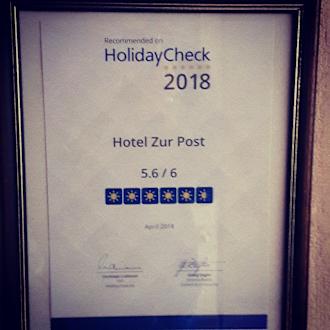 Recommended on
HolidayCheck
2018
Hotel Zur Post
5.6 / 6
April 2018